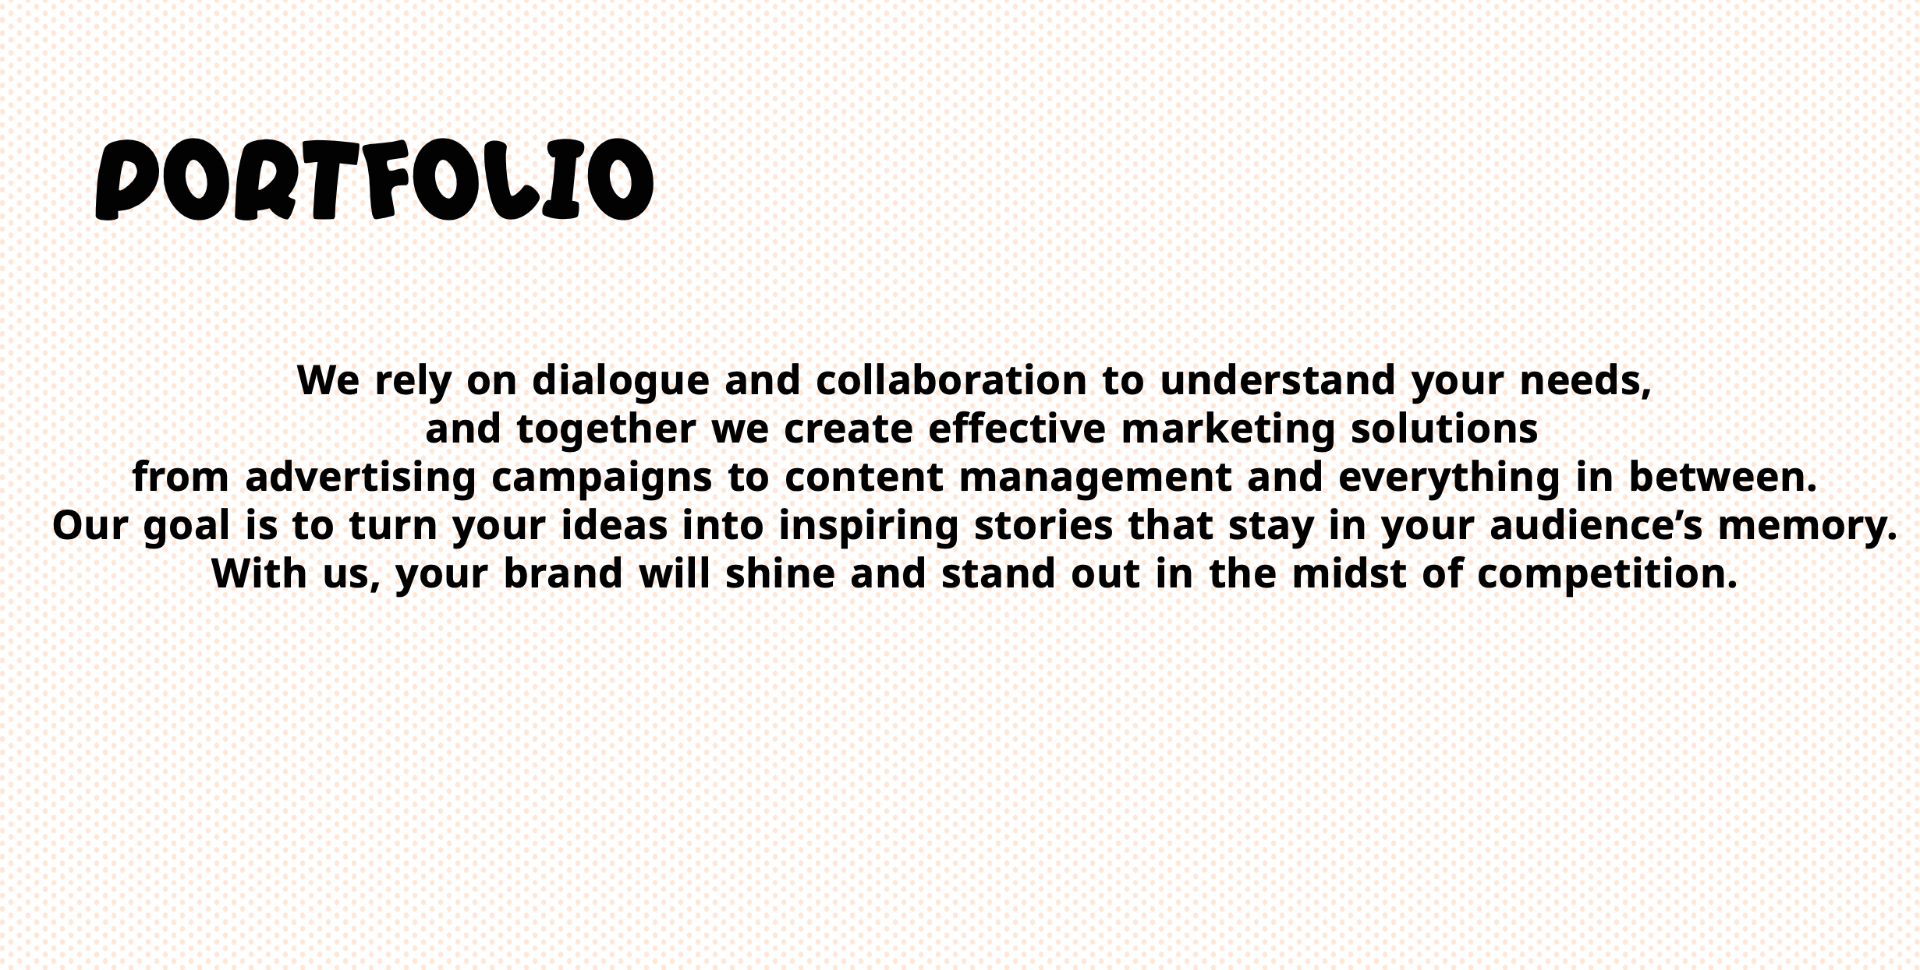 PORTFOLIO
We rely on dialogue and collaboration to understand your needs,
and together we create effective marketing solutions
from advertising campaigns to content management and everything in between.
Our goal is to turn your ideas into inspiring stories that stay in your audience’s memory.
With us, your brand will shine and stand out in the midst of competition.